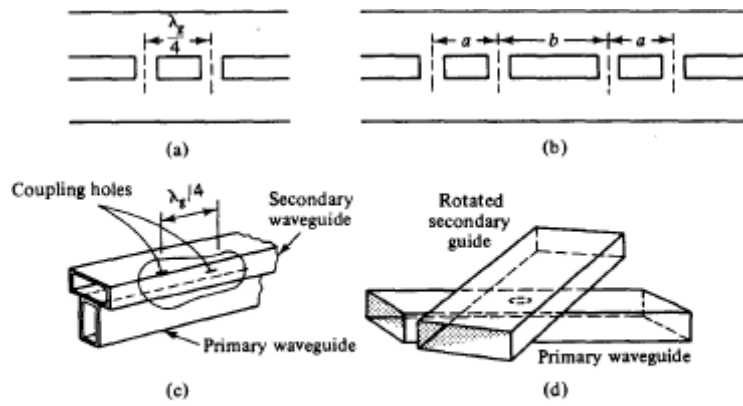 λg
4
a b a
(a) (b)
Coupling holes
λg|4
Secondary waveguide
Primary waveguide
(c)
Rotated secondary guide
Primary waveguide
(d)